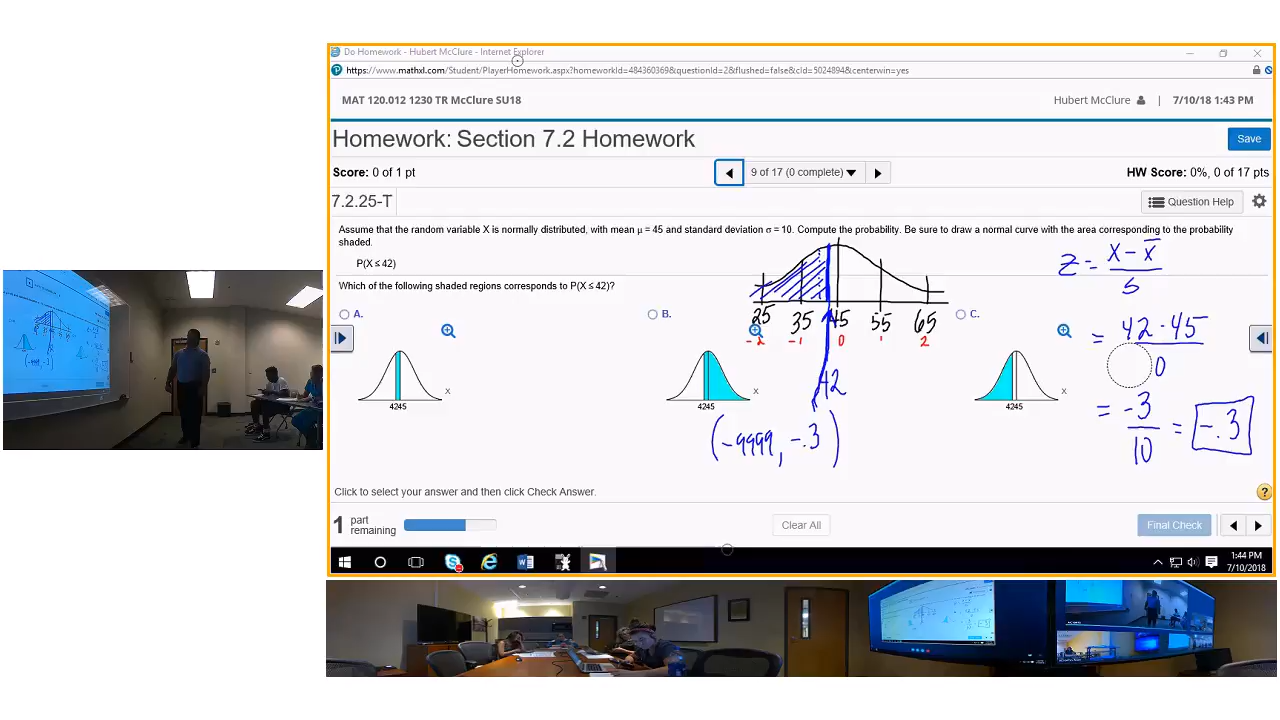 Do Homework - Hubert McClure - Internet Explorer
https://www.mathxl.com/Student/PlayerHomework.aspx?homeworkId=484360369&questionId=2&flushed=false&cId=5024894&centerwin=yes
MAT 120.012 1230 TR McClure SU18
Hubert McClure | 7/10/18 1:43 PM
Homework: Section 7.2 Homework
Save
Score: 0 of 1 pt
9 of 17 (0 complete)
HW Score: 0%, 0 of 17 pts
7.2.25-T
Question Help
Assume that the random variable X is normally distributed, with mean μ = 45 and standard deviation σ = 10. Compute the probability. Be sure to draw a normal curve with the area corresponding to the probability
shaded.
P(X ≤ 42)
Which of the following shaded regions corresponds to P(X ≤ 42)?
A.
B.
C.
x
4245
x
4245
x
4245
25 35 45 55 65
-2 -1 0 1 2
42
(-9999, -.3)
z = x - x̄
s
= 42-45
0
= -3
10
= -.3
Click to select your answer and then click Check Answer.
?
1 part
remaining
Clear All
Final Check
1:44 PM
7/10/2018